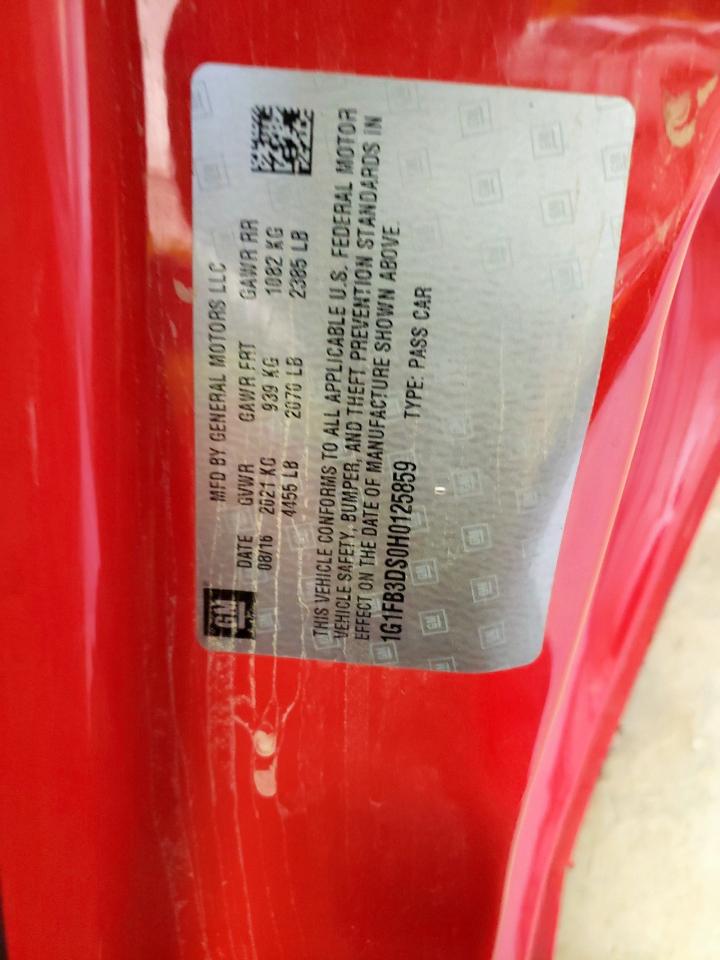 GM
MFD BY GENERAL MOTORS LLC
DATE GVWR GAWR FRT GAWR RR
08/16 2021 KG 939 KG 1082 KG
4455 LB 2070 LB 2385 LB
THIS VEHICLE CONFORMS TO ALL APPLICABLE U.S. FEDERAL MOTOR
VEHICLE SAFETY, BUMPER, AND THEFT PREVENTION STANDARDS IN
EFFECT ON THE DATE OF MANUFACTURE SHOWN ABOVE.
1G1FB3DS0H0125859 TYPE: PASS CAR